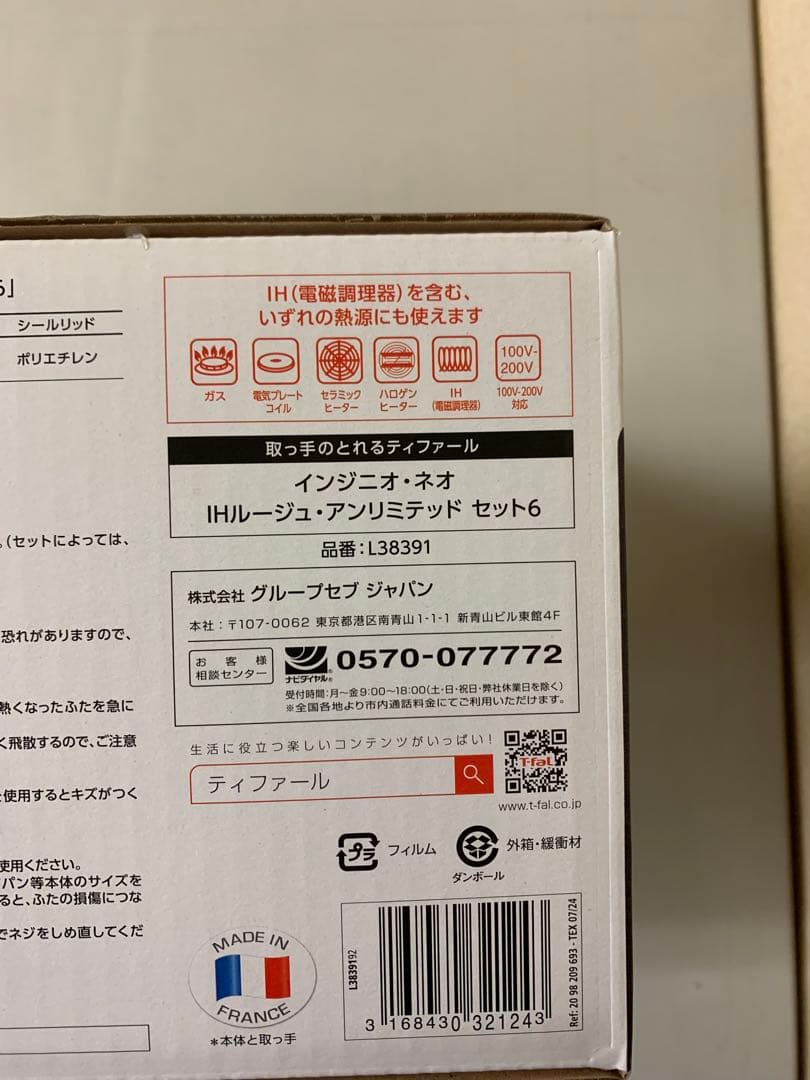 」
シールリッド
ポリエチレン
。(セットによっては、
恐れがありますので、
熱くなったふたを急に
く飛散するので、ご注意
使用するとキズがつく
使用ください。
パン等本体のサイズを
ると、ふたの損傷につな
でネジをしめ直してくだ
IH(電磁調理器)を含む、
いずれの熱源にも使えます
ガス
電気プレート
コイル
セラミック
ヒーター
ハロゲン
ヒーター
IH
(電磁調理器)
100V-
200V
100V-200V
対応
取っ手のとれるティファール
インジニオ・ネオ
IHルージュ・アンリミテッド セット6
品番:L38391
株式会社 グループセブ ジャパン
本社:〒107-0062 東京都港区南青山1-1-1 新青山ビル東館4F
お客様
相談センター
ナビダイヤル®
0570-077772
受付時間:月〜金9:00〜18:00(土・日・祝日・弊社休業日を除く)
※全国各地より市内通話料金にてご利用いただけます。
生活に役立つ楽しいコンテンツがいっぱい!
ティファール
T-fal
www.t-fal.co.jp
プラ
フィルム
ダンボール
外箱・緩衝材
MADE IN
FRANCE
*本体と取っ手
L3839192
3 168430 321243
Ref: 20 98 209 693 - TEX 07/24